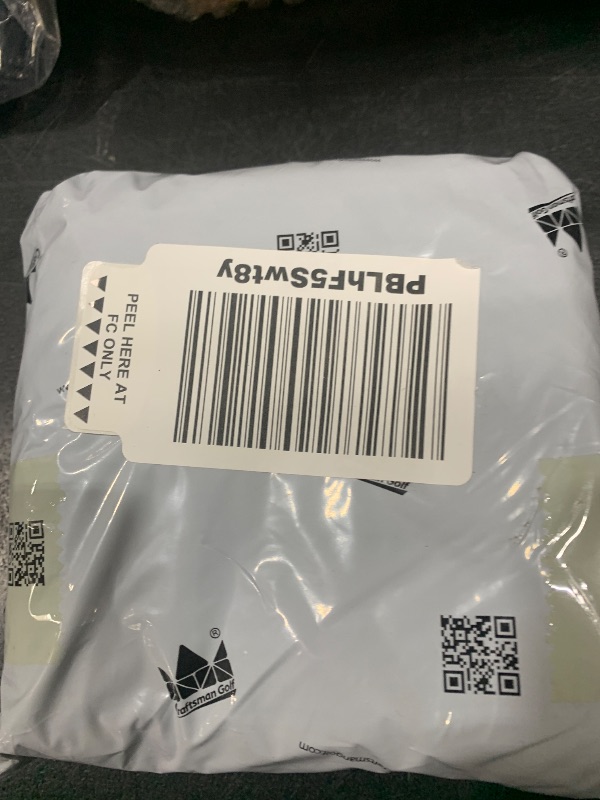 PBLhF5Swt8y
PEEL HERE AT
FC ONLY
®
Craftsman Golf